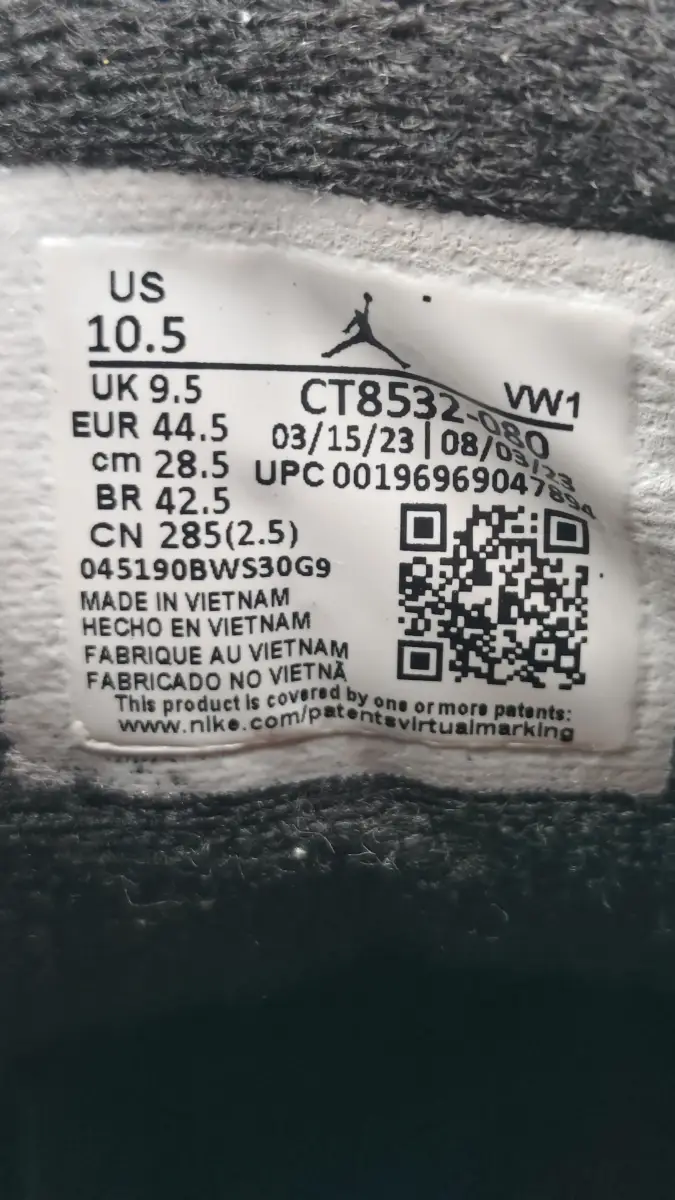 US
10.5
VW1
UK 9.5
CT8532-080
EUR 44.5
03/15/23 | 08/03/23
cm 28.5
UPC 00196969047894
BR 42.5
CN 285(2.5)
045190BWS30G9
MADE IN VIETNAM
HECHO EN VIETNAM
FABRIQUE AU VIETNAM
FABRICADO NO VIETNÃ
This product is covered by one or more patents:
www.nike.com/patentsvirtualmarking